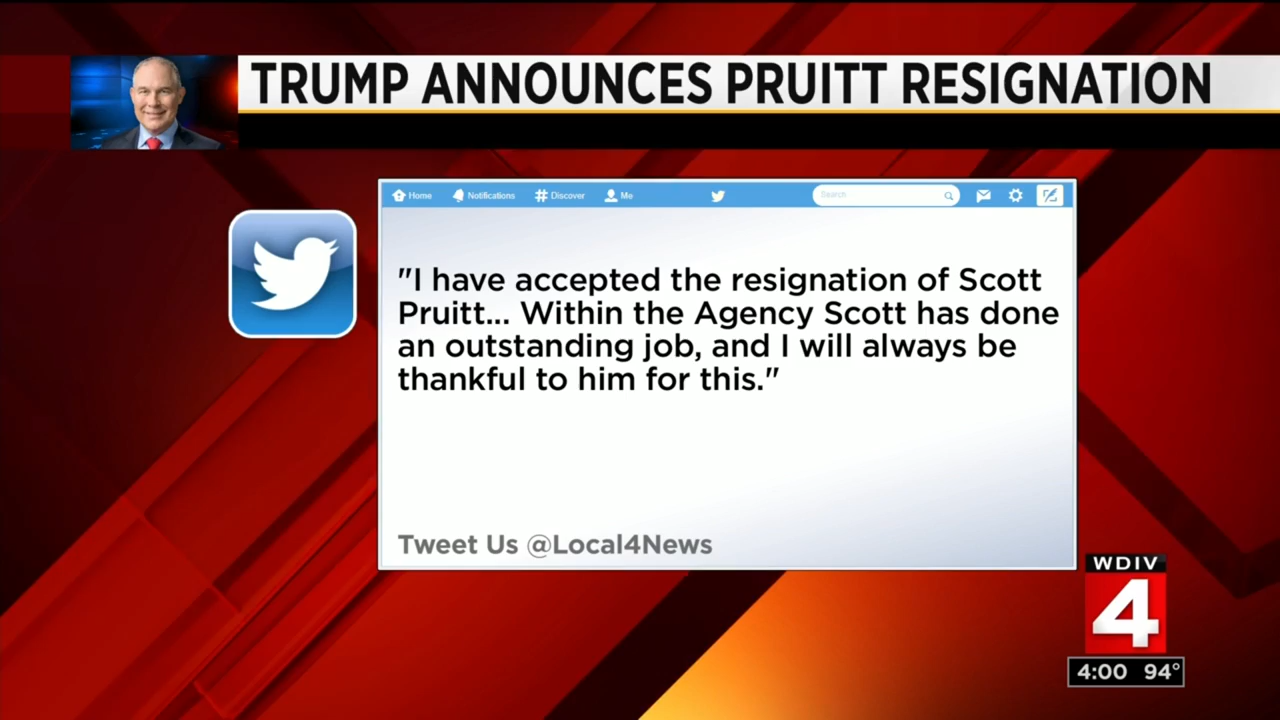 TRUMP ANNOUNCES PRUITT RESIGNATION
Home Notifications Discover Me Search
"I have accepted the resignation of Scott
Pruitt... Within the Agency Scott has done
an outstanding job, and I will always be
thankful to him for this."
Tweet Us @Local4News
WDIV
4
4:00 94°